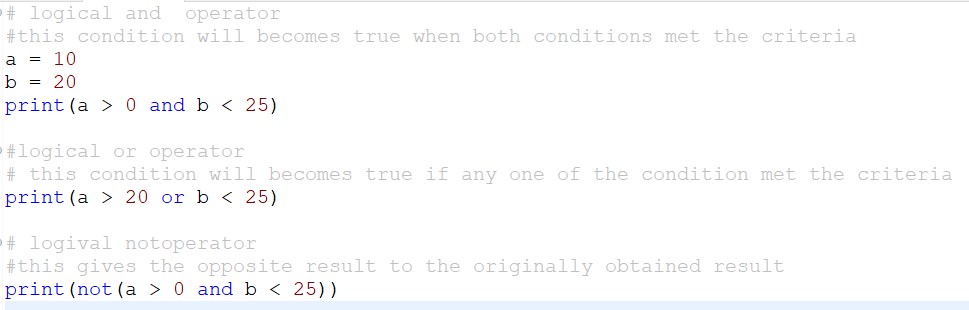 # logical and  operator
#this condition will becomes true when both conditions met the criteria
a = 10
b = 20
print(a > 0 and b < 25)
#logical or operator
# this condition will becomes true if any one of the condition met the criteria
print(a > 20 or b < 25)
# logival notoperator
#this gives the opposite result to the originally obtained result
print(not(a > 0 and b < 25))